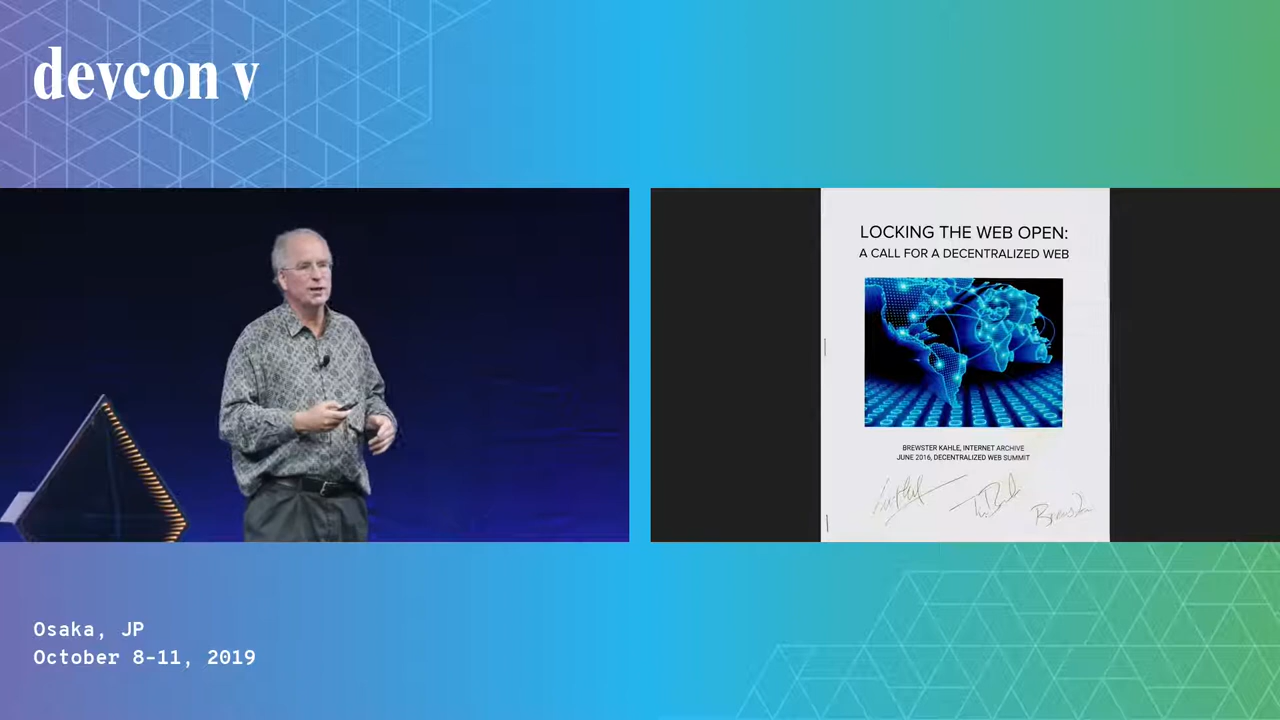 devcon v
LOCKING THE WEB OPEN:
A CALL FOR A DECENTRALIZED WEB
BREWSTER KAHLE, INTERNET ARCHIVE
JUNE 2016, DECENTRALIZED WEB SUMMIT
Osaka, JP
October 8-11, 2019